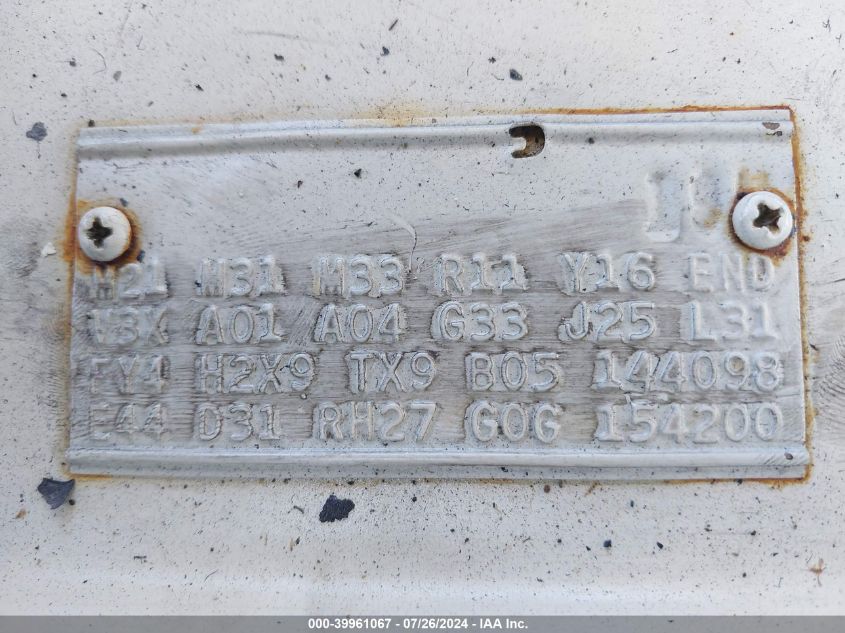 M21 M31 M33 R11 Y16 END
V3X A01 A04 G33 J25 L31
FY4 H2X9 TX9 B05 144098
E44 D31 RH27 G0G 154200
000-39961067 - 07/26/2024 - IAA Inc.